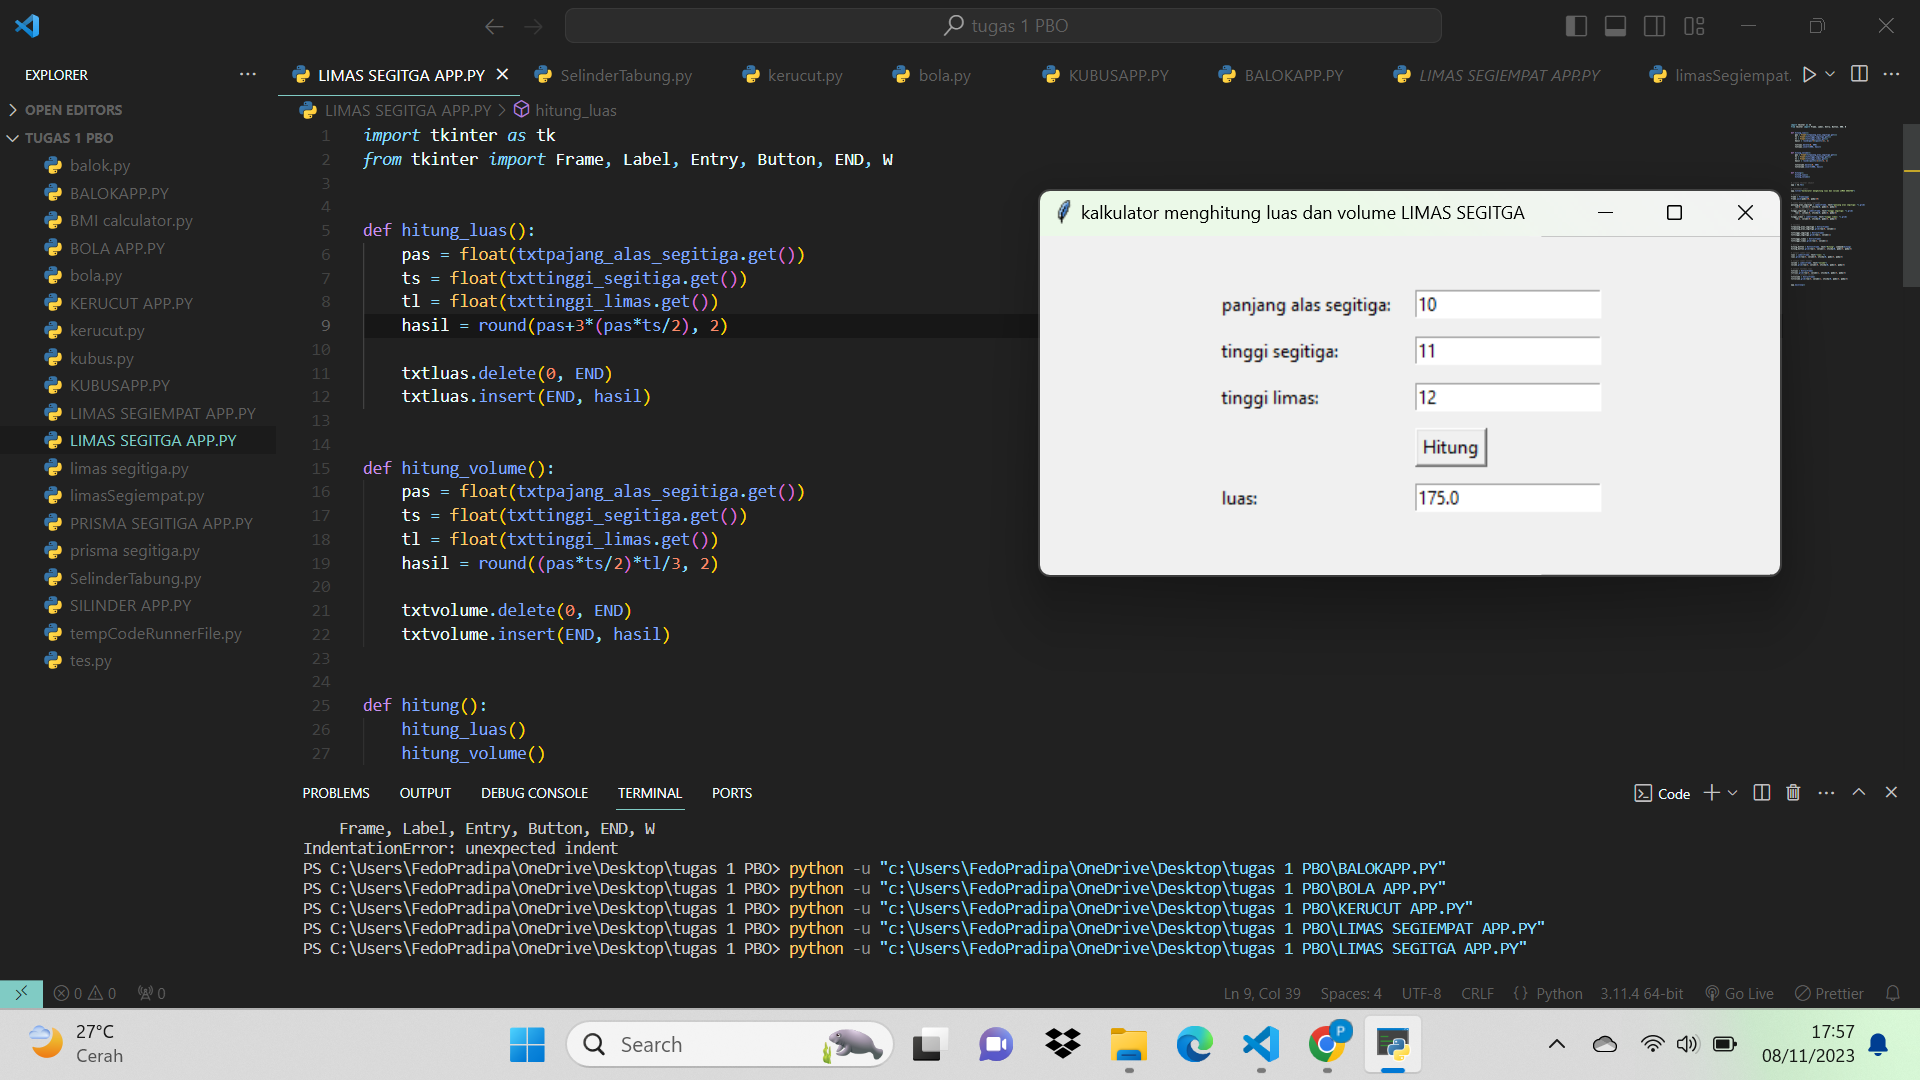 tugas 1 PBO
EXPLORER
LIMAS SEGITGA APP.PY
SelinderTabung.py
kerucut.py
bola.py
KUBUSAPP.PY
BALOKAPP.PY
LIMAS SEGIEMPAT APP.PY
limasSegiempat.
OPEN EDITORS
LIMAS SEGITGA APP.PY > hitung_luas
TUGAS 1 PBO
balok.py
BALOKAPP.PY
BMI calculator.py
BOLA APP.PY
bola.py
KERUCUT APP.PY
kerucut.py
kubus.py
KUBUSAPP.PY
LIMAS SEGIEMPAT APP.PY
LIMAS SEGITGA APP.PY
limas segitiga.py
limasSegiempat.py
PRISMA SEGITIGA APP.PY
prisma segitiga.py
SelinderTabung.py
SILINDER APP.PY
tempCodeRunnerFile.py
tes.py
1 import tkinter as tk
2 from tkinter import Frame, Label, Entry, Button, END, W
3
4
5 def hitung_luas():
6 pas = float(txtpajang_alas_segitiga.get())
7 ts = float(txttinggi_segitiga.get())
8 tl = float(txttinggi_limas.get())
9 hasil = round(pas+3*(pas*ts/2), 2)
10
11 txtluas.delete(0, END)
12 txtluas.insert(END, hasil)
13
14
15 def hitung_volume():
16 pas = float(txtpajang_alas_segitiga.get())
17 ts = float(txttinggi_segitiga.get())
18 tl = float(txttinggi_limas.get())
19 hasil = round((pas*ts/2)*tl/3, 2)
20
21 txtvolume.delete(0, END)
22 txtvolume.insert(END, hasil)
23
24
25 def hitung():
26 hitung_luas()
27 hitung_volume()
kalkulator menghitung luas dan volume LIMAS SEGITGA
panjang alas segitiga: 10
tinggi segitiga: 11
tinggi limas: 12
Hitung
luas: 175.0
PROBLEMS OUTPUT DEBUG CONSOLE TERMINAL PORTS
Code
Frame, Label, Entry, Button, END, W
IndentationError: unexpected indent
PS C:\Users\FedoPradipa\OneDrive\Desktop\tugas 1 PBO> python -u "c:\Users\FedoPradipa\OneDrive\Desktop\tugas 1 PBO\BALOKAPP.PY"
PS C:\Users\FedoPradipa\OneDrive\Desktop\tugas 1 PBO> python -u "c:\Users\FedoPradipa\OneDrive\Desktop\tugas 1 PBO\BOLA APP.PY"
PS C:\Users\FedoPradipa\OneDrive\Desktop\tugas 1 PBO> python -u "c:\Users\FedoPradipa\OneDrive\Desktop\tugas 1 PBO\KERUCUT APP.PY"
PS C:\Users\FedoPradipa\OneDrive\Desktop\tugas 1 PBO> python -u "c:\Users\FedoPradipa\OneDrive\Desktop\tugas 1 PBO\LIMAS SEGIEMPAT APP.PY"
PS C:\Users\FedoPradipa\OneDrive\Desktop\tugas 1 PBO> python -u "c:\Users\FedoPradipa\OneDrive\Desktop\tugas 1 PBO\LIMAS SEGITGA APP.PY"
0 0 0
Ln 9, Col 39 Spaces: 4 UTF-8 CRLF {} Python 3.11.4 64-bit Go Live Prettier
27°C
Cerah
Search
P
17:57
08/11/2023